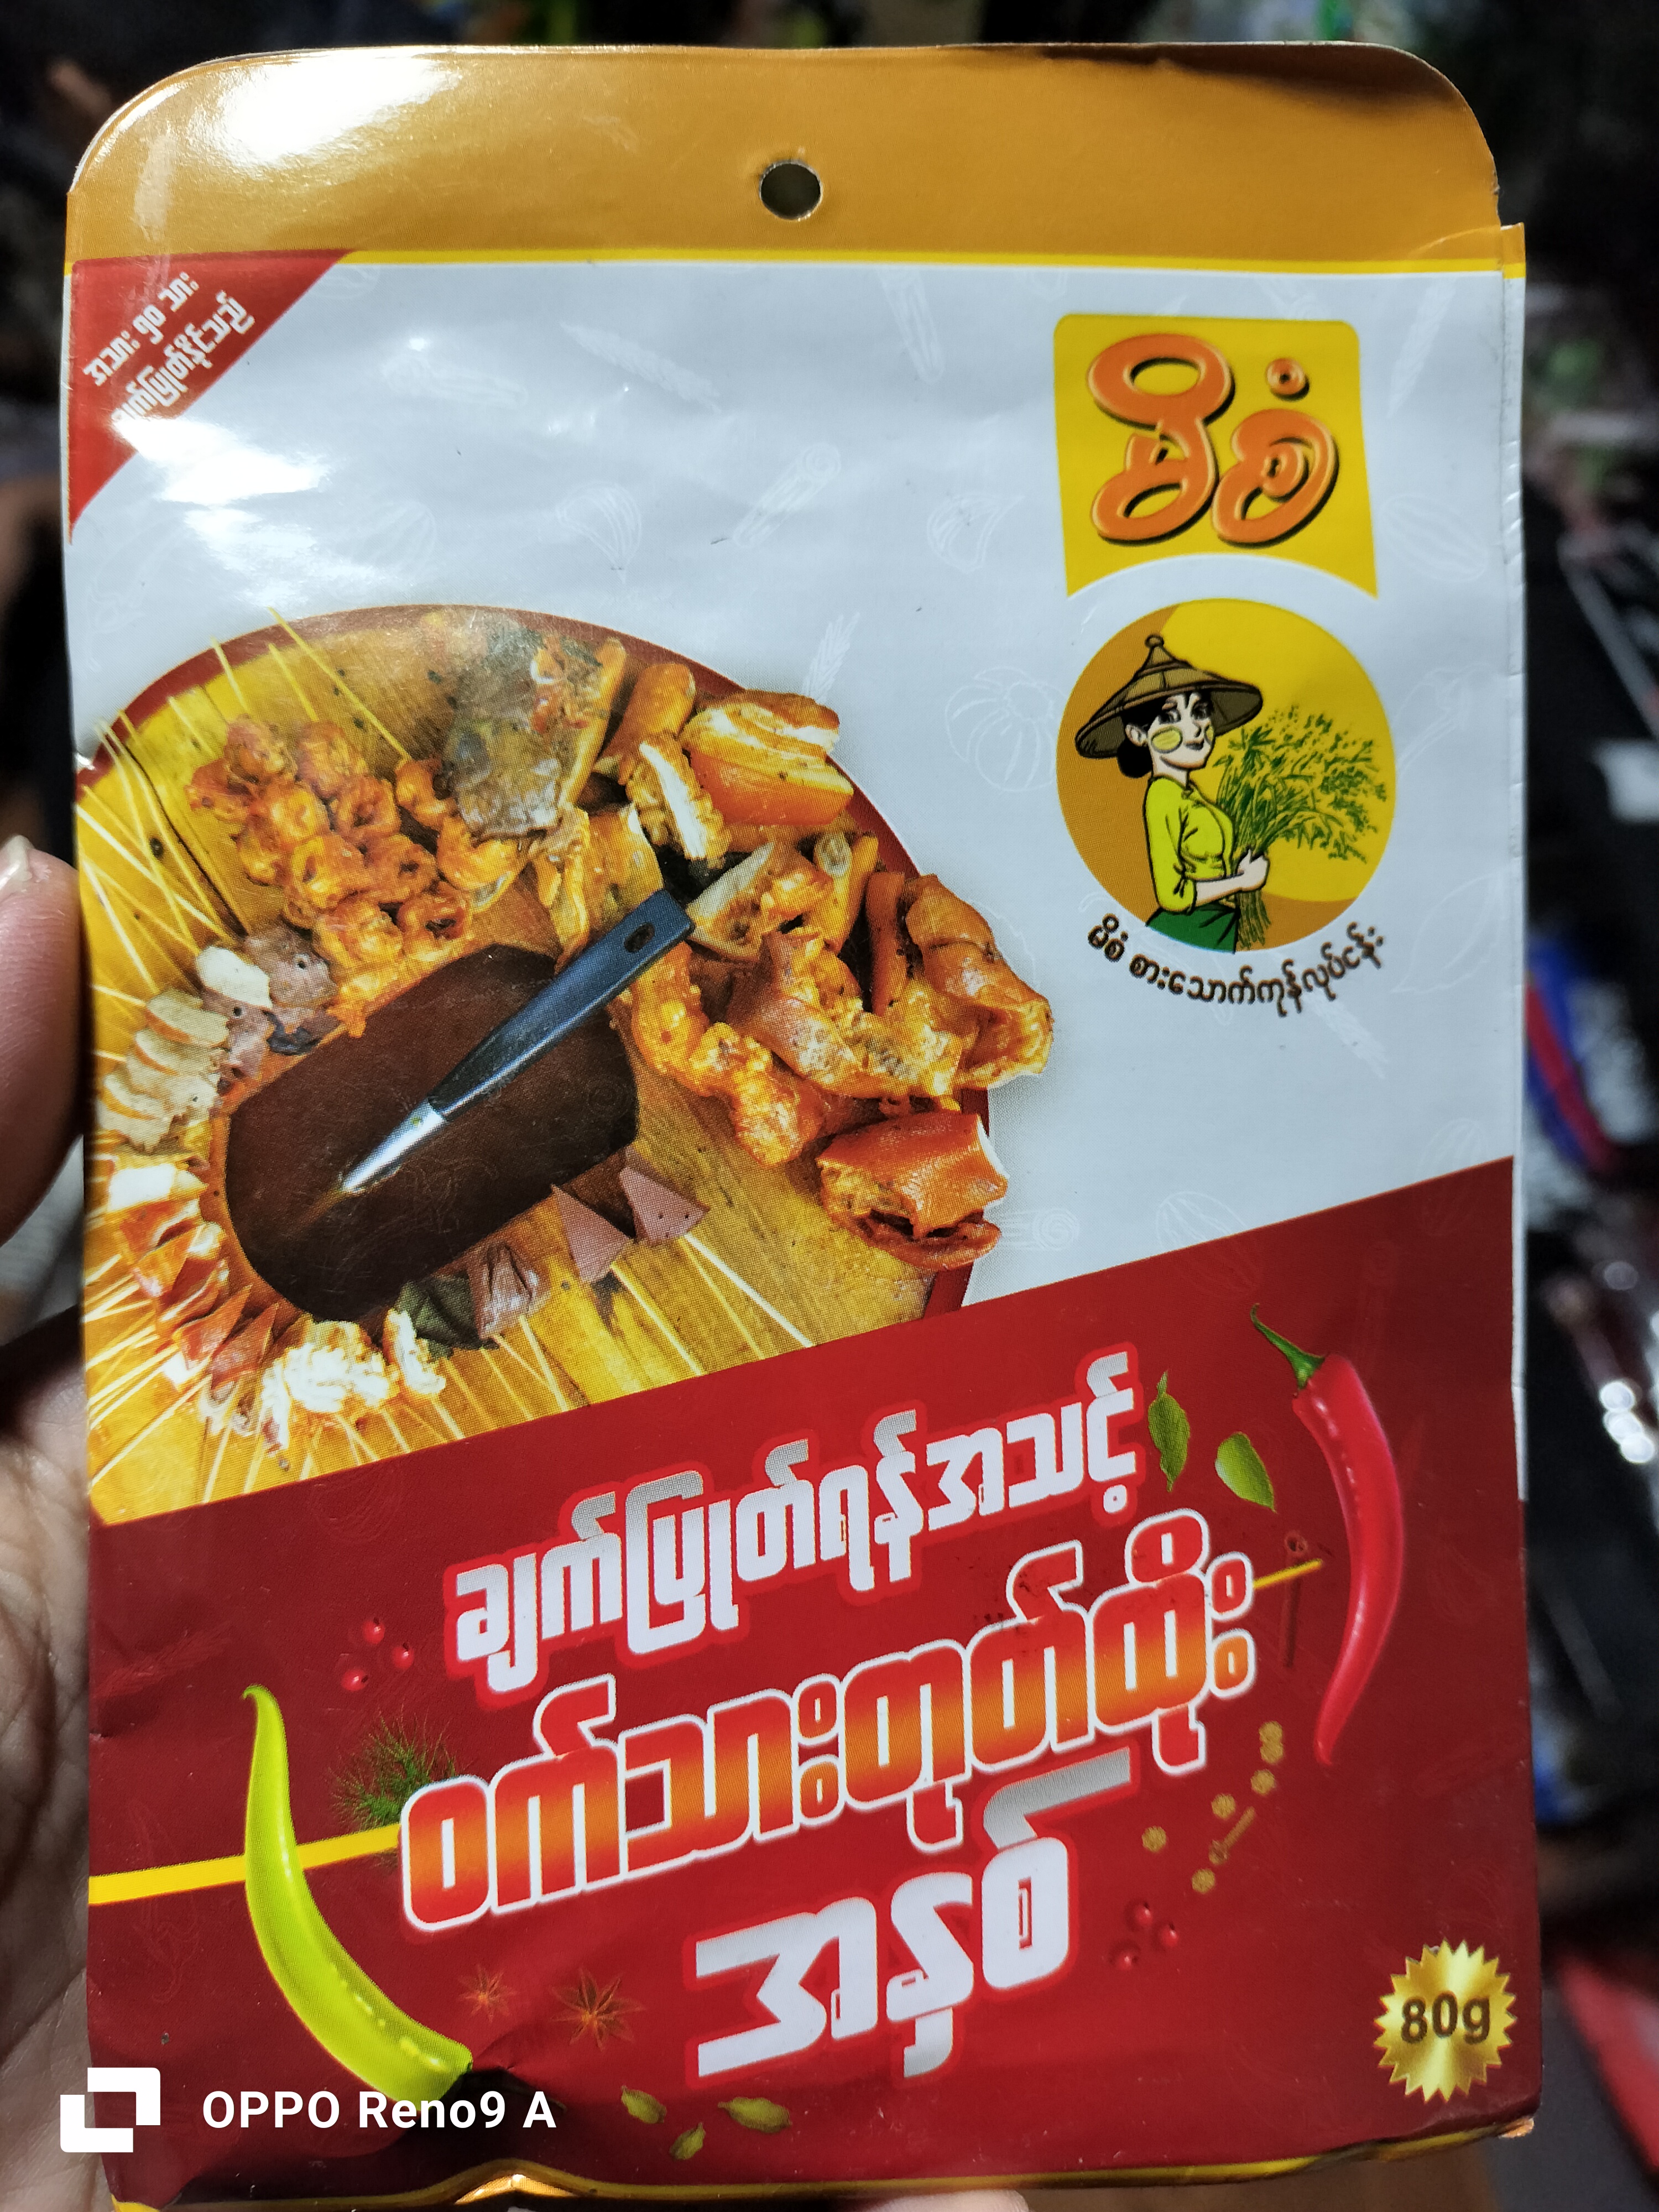 အသား ၅၀ သား
ချက်ပြုတ်နိုင်သည်
မိစံ
မိစံ စားသောက်ကုန်လုပ်ငန်း
ချက်ပြုတ်ရန်အသင့်
ဝက်သားတုတ်ထိုး
အနှစ်
80g
OPPO Reno9 A